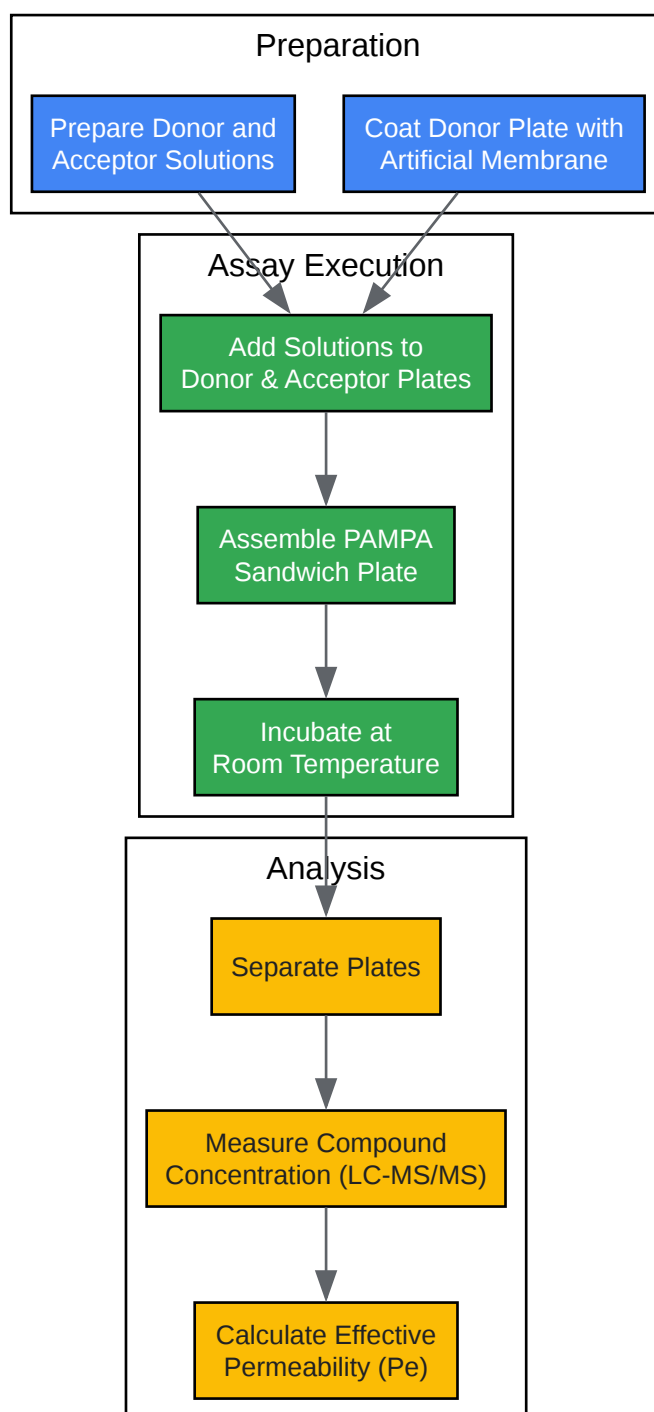 Preparation
Prepare Donor and
Acceptor Solutions
Coat Donor Plate with
Artificial Membrane
Assay Execution
Add Solutions to
Donor & Acceptor Plates
Assemble PAMPA
Sandwich Plate
Incubate at
Room Temperature
Analysis
Separate Plates
Measure Compound
Concentration (LC-MS/MS)
Calculate Effective
Permeability (Pe)